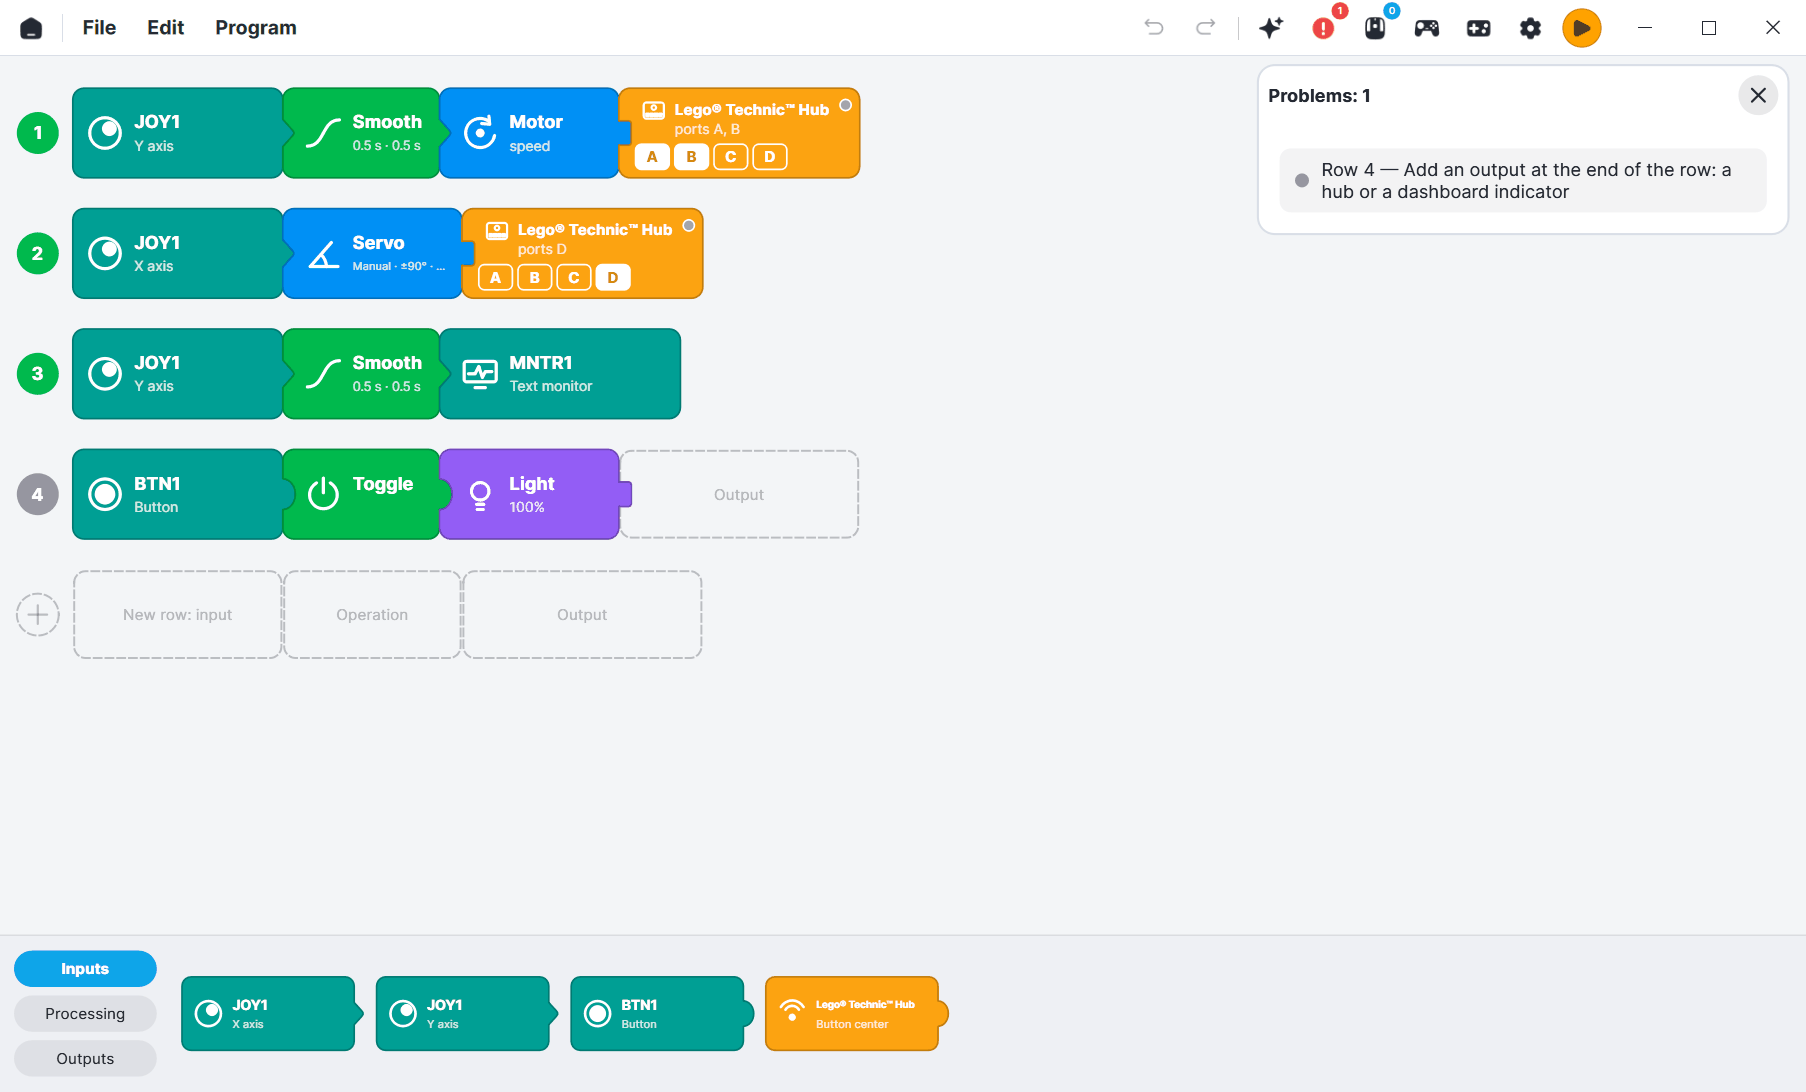 File Edit Program
1
0
1
JOY1
Y axis
Smooth
0.5 s · 0.5 s
Motor
speed
Lego® Technic™ Hub
ports A, B
A B C D
2
JOY1
X axis
Servo
Manual · ±90° · ...
Lego® Technic™ Hub
ports D
A B C D
3
JOY1
Y axis
Smooth
0.5 s · 0.5 s
MNTR1
Text monitor
4
BTN1
Button
Toggle
Light
100%
Output
New row: input
Operation
Output
Problems: 1
Row 4 — Add an output at the end of the row: a
hub or a dashboard indicator
Inputs
Processing
Outputs
JOY1
X axis
JOY1
Y axis
BTN1
Button
Lego® Technic™ Hub
Button center